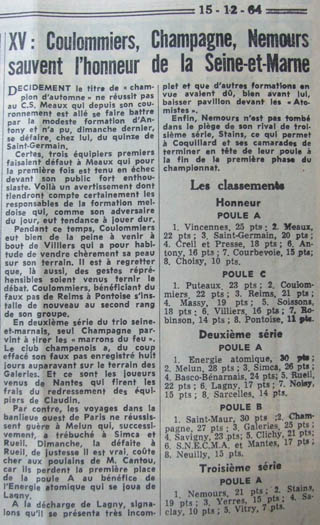 15-12-64
XV : Coulommiers, Champagne, Nemours
sauvent l'honneur de la Seine-et-Marne
DECIDEMENT le titre de « cham-
pion d'automne » ne réussit pas
au C.S. Meaux qui depuis son cou-
ronnement est allé se faire battre
par la modeste formation d'An-
tony et n'a pu, dimanche dernier,
se défaire, chez lui, du quinze de
Saint-Germain.
Certes, trois équipiers premiers
faisaient défaut à Meaux qui pour
la première fois est tenu en échec
devant son public fort enthou-
siaste. Voilà un avertissement dont
tiendront compte certainement les
responsables de la formation mel-
doise qui, comme son adversaire
du jour, eut tendance à jouer dur.
Pendant ce temps, Coulommiers
eut bien de la peine à venir à
bout de Villiers qui a pour habi-
tude de vendre chèrement sa peau
sur son terrain. Il est à regretter
que, là aussi, des gestes répré-
hensibles soient venus ternir le
débat. Coulommiers, bénéficiant du
faux pas de Reims à Pontoise s'ins-
talle de nouveau au second rang
de son groupe.
En deuxième série du trio seine-
et-marnais, seul Champagne par-
vint à tirer les « marrons du feu ».
Le club champenois a, du coup
effacé son faux pas enregistré huit
jours auparavant sur le terrain des
Galeries. Et ce sont les joueurs
venus de Nantes qui firent les
frais du redressement des équi-
piers de Claudin.
Par contre, les voyages dans la
banlieue ouest de Paris ne réussis-
sent guère à Melun qui, successive-
ment, a trébuché à Simca et
Rueil. Dimanche, la défaite à
Rueil, de justesse il est vrai, coûte
cher aux poulains de M. Cantou,
car ils perdent la première place
de la poule A au bénéfice de
l'Energie atomique qui se joua de
Lagny.
A la décharge de Lagny, signa-
lons qu'il se présenta très incom-
plet et que d'autres formations en
vue avaient dû, bien avant lui,
baisser pavillon devant les « Ato-
mistes ».
Enfin, Nemours n'est pas tombé
dans le piège de son rival de troi-
sième série, Stains, ce qui permet
à Coquillard et ses camarades de
terminer en tête de leur poule à
la fin de la première phase du
championnat.
Les classements
Honneur
POULE A
1. Vincennes, 25 pts : 2. Meaux,
22 pts ; 3, Saint-Germain, 20 pts ;
4. Creil et Presse, 18 pts ; 6. An-
tony, 16 pts ; 7. Courbevoie, 15 pts ;
8. Choisy, 10 pts.
POULE C
1. Puteaux, 23 pts ; 2. Coulom-
miers, 22 pts ; 3. Reims, 21 pts ;
4. Massy, 19 pts ; 5. Soissons,
18 pts ; 6. Villiers, 16 pts ; 7. Ro-
binson, 14 pts ; 8. Pontoise, 11 pts.
Deuxième série
POULE A
1. Energie atomique, 30 pts ;
2. Melun, 28 pts ; 3. Simca, 26 pts ;
4. Basco-Béarnais, 24 pts ; 5. Rueil,
22 pts ; 6. Lagny, 17 pts ; 7. Noisy,
15 pts ; 8. Sarcelles, 14 pts.
POULE B
1. Saint-Maur, 30 pts ; 2. Cham-
pagne, 27 pts ; 3. Galeries, 25 pts ;
4. Savigny, 23 pts ; 5. Clichy, 21 pts ;
6. S.N.E.C.M.A. et Mantes, 17 pts ;
8. Neuilly, 15 pts.
Troisième série
POULE A
1. Nemours, 21 pts ; 2. Stains,
19 pts ; 3. Yerres, 15 pts ; 4. Sa-
clay, 10 pts ; 5. Vitry, 7 pts.